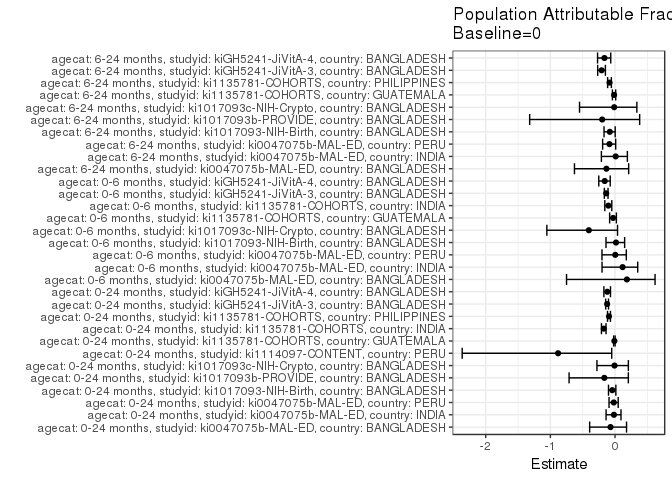 Population Attributable Frac
Baseline=0
agecat: 6-24 months, studyid: kiGH5241-JiVitA-4, country: BANGLADESH
agecat: 6-24 months, studyid: kiGH5241-JiVitA-3, country: BANGLADESH
agecat: 6-24 months, studyid: ki1135781-COHORTS, country: PHILIPPINES
agecat: 6-24 months, studyid: ki1135781-COHORTS, country: GUATEMALA
agecat: 6-24 months, studyid: ki1017093c-NIH-Crypto, country: BANGLADESH
agecat: 6-24 months, studyid: ki1017093b-PROVIDE, country: BANGLADESH
agecat: 6-24 months, studyid: ki1017093-NIH-Birth, country: BANGLADESH
agecat: 6-24 months, studyid: ki0047075b-MAL-ED, country: PERU
agecat: 6-24 months, studyid: ki0047075b-MAL-ED, country: INDIA
agecat: 6-24 months, studyid: ki0047075b-MAL-ED, country: BANGLADESH
agecat: 0-6 months, studyid: kiGH5241-JiVitA-4, country: BANGLADESH
agecat: 0-6 months, studyid: kiGH5241-JiVitA-3, country: BANGLADESH
agecat: 0-6 months, studyid: ki1135781-COHORTS, country: INDIA
agecat: 0-6 months, studyid: ki1135781-COHORTS, country: GUATEMALA
agecat: 0-6 months, studyid: ki1017093c-NIH-Crypto, country: BANGLADESH
agecat: 0-6 months, studyid: ki1017093-NIH-Birth, country: BANGLADESH
agecat: 0-6 months, studyid: ki0047075b-MAL-ED, country: PERU
agecat: 0-6 months, studyid: ki0047075b-MAL-ED, country: INDIA
agecat: 0-6 months, studyid: ki0047075b-MAL-ED, country: BANGLADESH
agecat: 0-24 months, studyid: kiGH5241-JiVitA-4, country: BANGLADESH
agecat: 0-24 months, studyid: kiGH5241-JiVitA-3, country: BANGLADESH
agecat: 0-24 months, studyid: ki1135781-COHORTS, country: PHILIPPINES
agecat: 0-24 months, studyid: ki1135781-COHORTS, country: INDIA
agecat: 0-24 months, studyid: ki1135781-COHORTS, country: GUATEMALA
agecat: 0-24 months, studyid: ki1114097-CONTENT, country: PERU
agecat: 0-24 months, studyid: ki1017093c-NIH-Crypto, country: BANGLADESH
agecat: 0-24 months, studyid: ki1017093b-PROVIDE, country: BANGLADESH
agecat: 0-24 months, studyid: ki1017093-NIH-Birth, country: BANGLADESH
agecat: 0-24 months, studyid: ki0047075b-MAL-ED, country: PERU
agecat: 0-24 months, studyid: ki0047075b-MAL-ED, country: INDIA
agecat: 0-24 months, studyid: ki0047075b-MAL-ED, country: BANGLADESH
-2 -1 0
Estimate